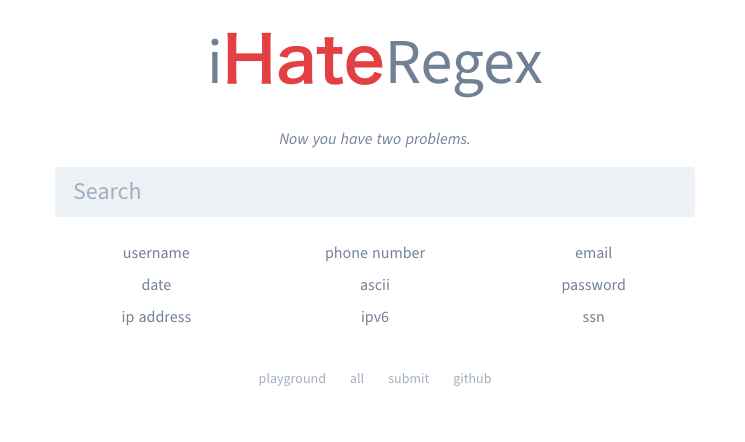 iHateRegex
Now you have two problems.
Search
username phone number email
date ascii password
ip address ipv6 ssn
playground all submit github